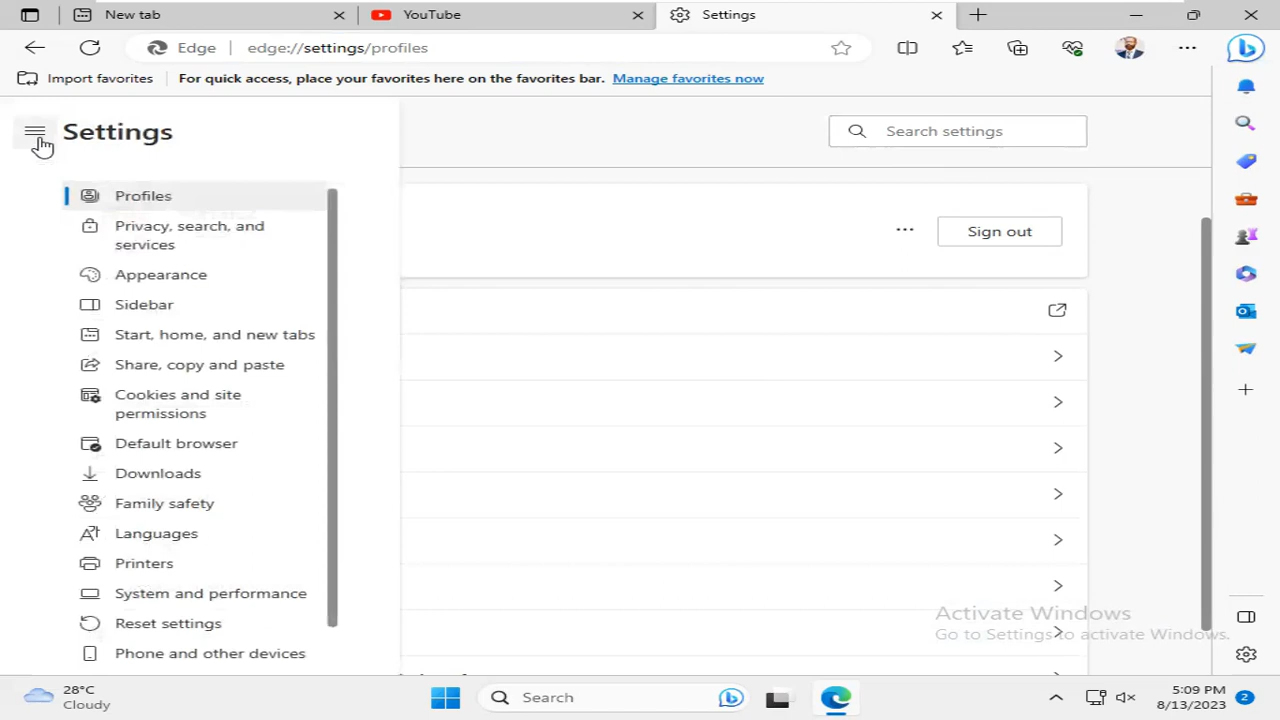 New tab
YouTube
Settings
Edge
edge://settings/profiles
Import favorites
For quick access, place your favorites here on the favorites bar. Manage favorites now
Settings
Search settings
Profiles
Sign out
Privacy, search, and
services
Appearance
Sidebar
Start, home, and new tabs
Share, copy and paste
Cookies and site
permissions
Default browser
Downloads
Family safety
Languages
Printers
System and performance
Reset settings
Phone and other devices
Activate Windows
Go to Settings to activate Windows.
28°C
Cloudy
Search
5:09 PM
8/13/2023
2